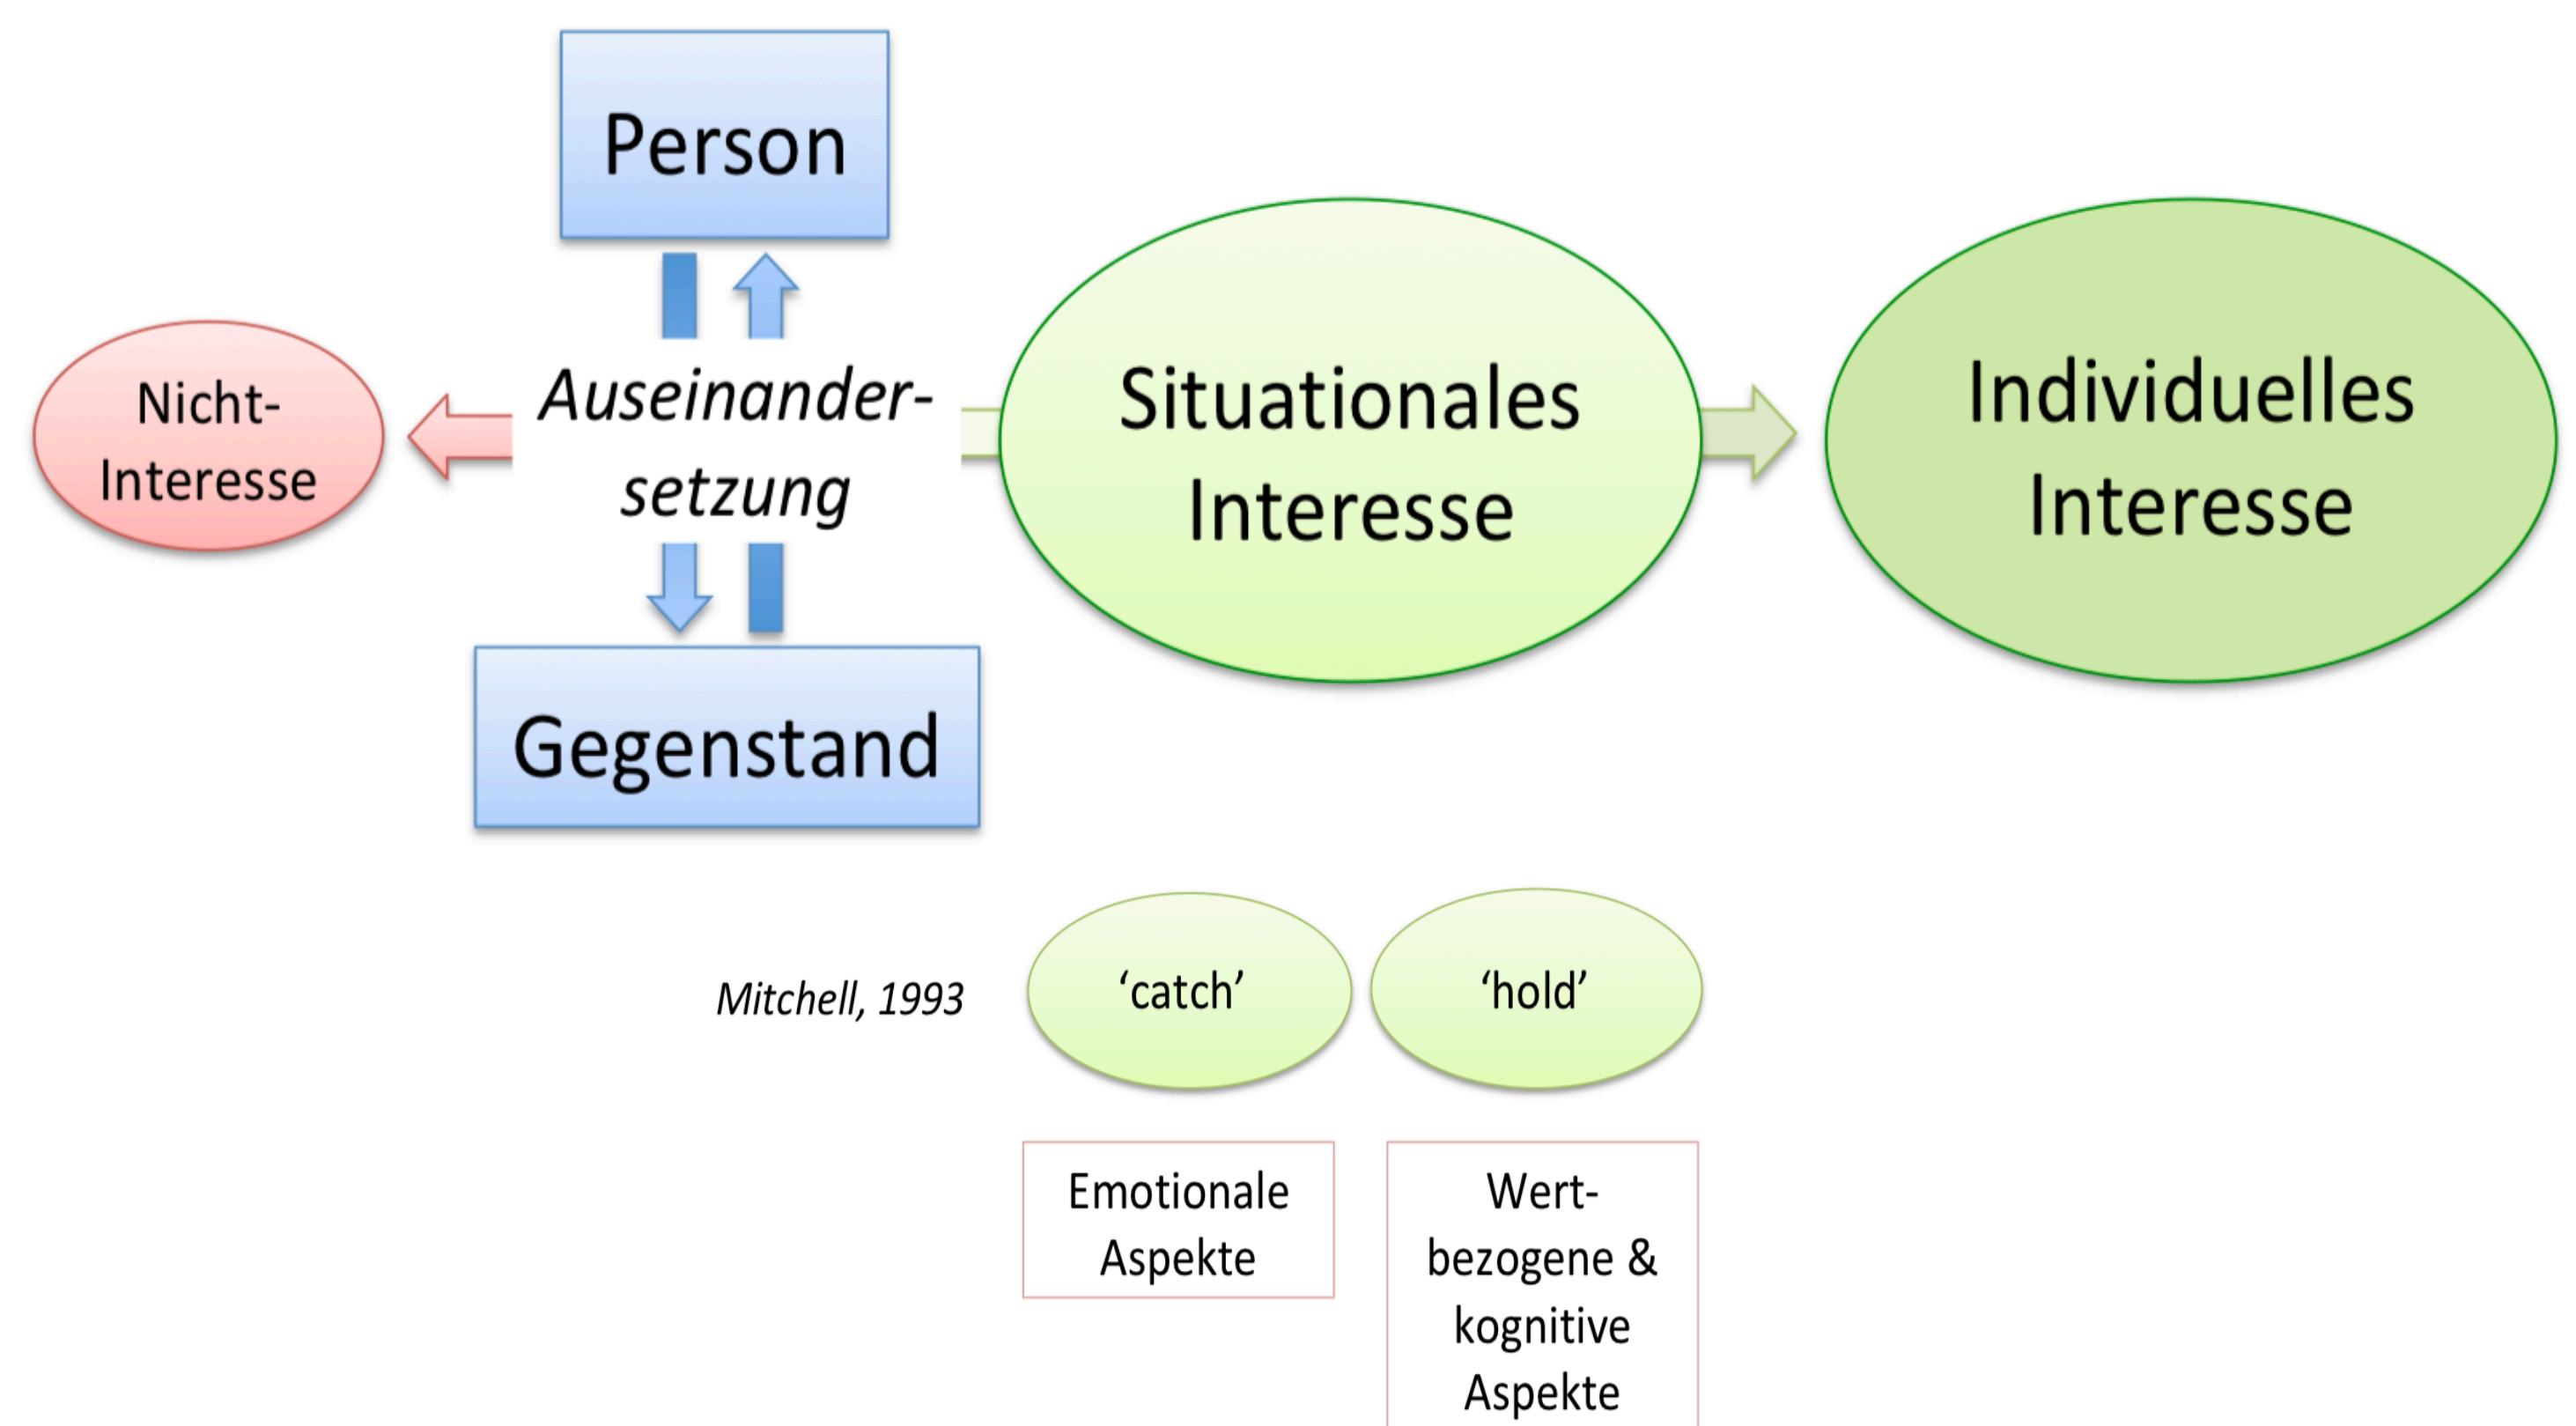 Person
Nicht-
Interesse
Auseinander-
setzung
Situationales
Interesse
Individuelles
Interesse
Gegenstand
Mitchell, 1993
‘catch’
‘hold’
Emotionale
Aspekte
Wert-
bezogene &
kognitive
Aspekte